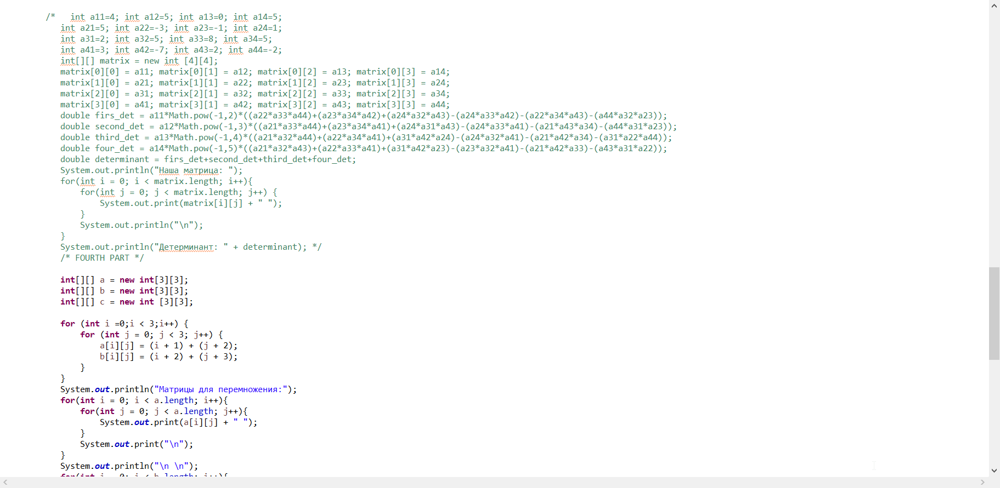 /*   int a11=4; int a12=5; int a13=0; int a14=5;
int a21=5; int a22=-3; int a23=-1; int a24=1;
int a31=2; int a32=5; int a33=8; int a34=5;
int a41=3; int a42=-7; int a43=2; int a44=-2;
int[][] matrix = new int [4][4];
matrix[0][0] = a11; matrix[0][1] = a12; matrix[0][2] = a13; matrix[0][3] = a14;
matrix[1][0] = a21; matrix[1][1] = a22; matrix[1][2] = a23; matrix[1][3] = a24;
matrix[2][0] = a31; matrix[2][1] = a32; matrix[2][2] = a33; matrix[2][3] = a34;
matrix[3][0] = a41; matrix[3][1] = a42; matrix[3][2] = a43; matrix[3][3] = a44;
double firs_det = a11*Math.pow(-1,2)*((a22*a33*a44)+(a23*a34*a42)+(a24*a32*a43)-(a24*a33*a42)-(a22*a34*a43)-(a44*a32*a23));
double second_det = a12*Math.pow(-1,3)*((a21*a33*a44)+(a23*a34*a41)+(a24*a31*a43)-(a24*a33*a41)-(a21*a43*a34)-(a44*a31*a23));
double third_det = a13*Math.pow(-1,4)*((a21*a32*a44)+(a22*a34*a41)+(a31*a42*a24)-(a24*a32*a41)-(a21*a42*a34)-(a31*a22*a44));
double four_det = a14*Math.pow(-1,5)*((a21*a32*a43)+(a22*a33*a41)+(a31*a42*a23)-(a23*a32*a41)-(a21*a42*a33)-(a43*a31*a22));
double determinant = firs_det+second_det+third_det+four_det;
System.out.println("Наша матрица: ");
for(int i = 0; i < matrix.length; i++){
for(int j = 0; j < matrix.length; j++) {
System.out.print(matrix[i][j] + " ");
}
System.out.println("\n");
}
System.out.println("Детерминант: " + determinant); */
/* FOURTH PART */
int[][] a = new int[3][3];
int[][] b = new int[3][3];
int[][] c = new int [3][3];
for (int i =0;i < 3;i++) {
for (int j = 0; j < 3; j++) {
a[i][j] = (i + 1) + (j + 2);
b[i][j] = (i + 2) + (j + 3);
}
}
System.out.println("Матрицы для перемножения:");
for(int i = 0; i < a.length; i++){
for(int j = 0; j < a.length; j++){
System.out.print(a[i][j] + " ");
}
System.out.print("\n");
}
System.out.println("\n \n");
for(int i = 0; i < b.length; i++){